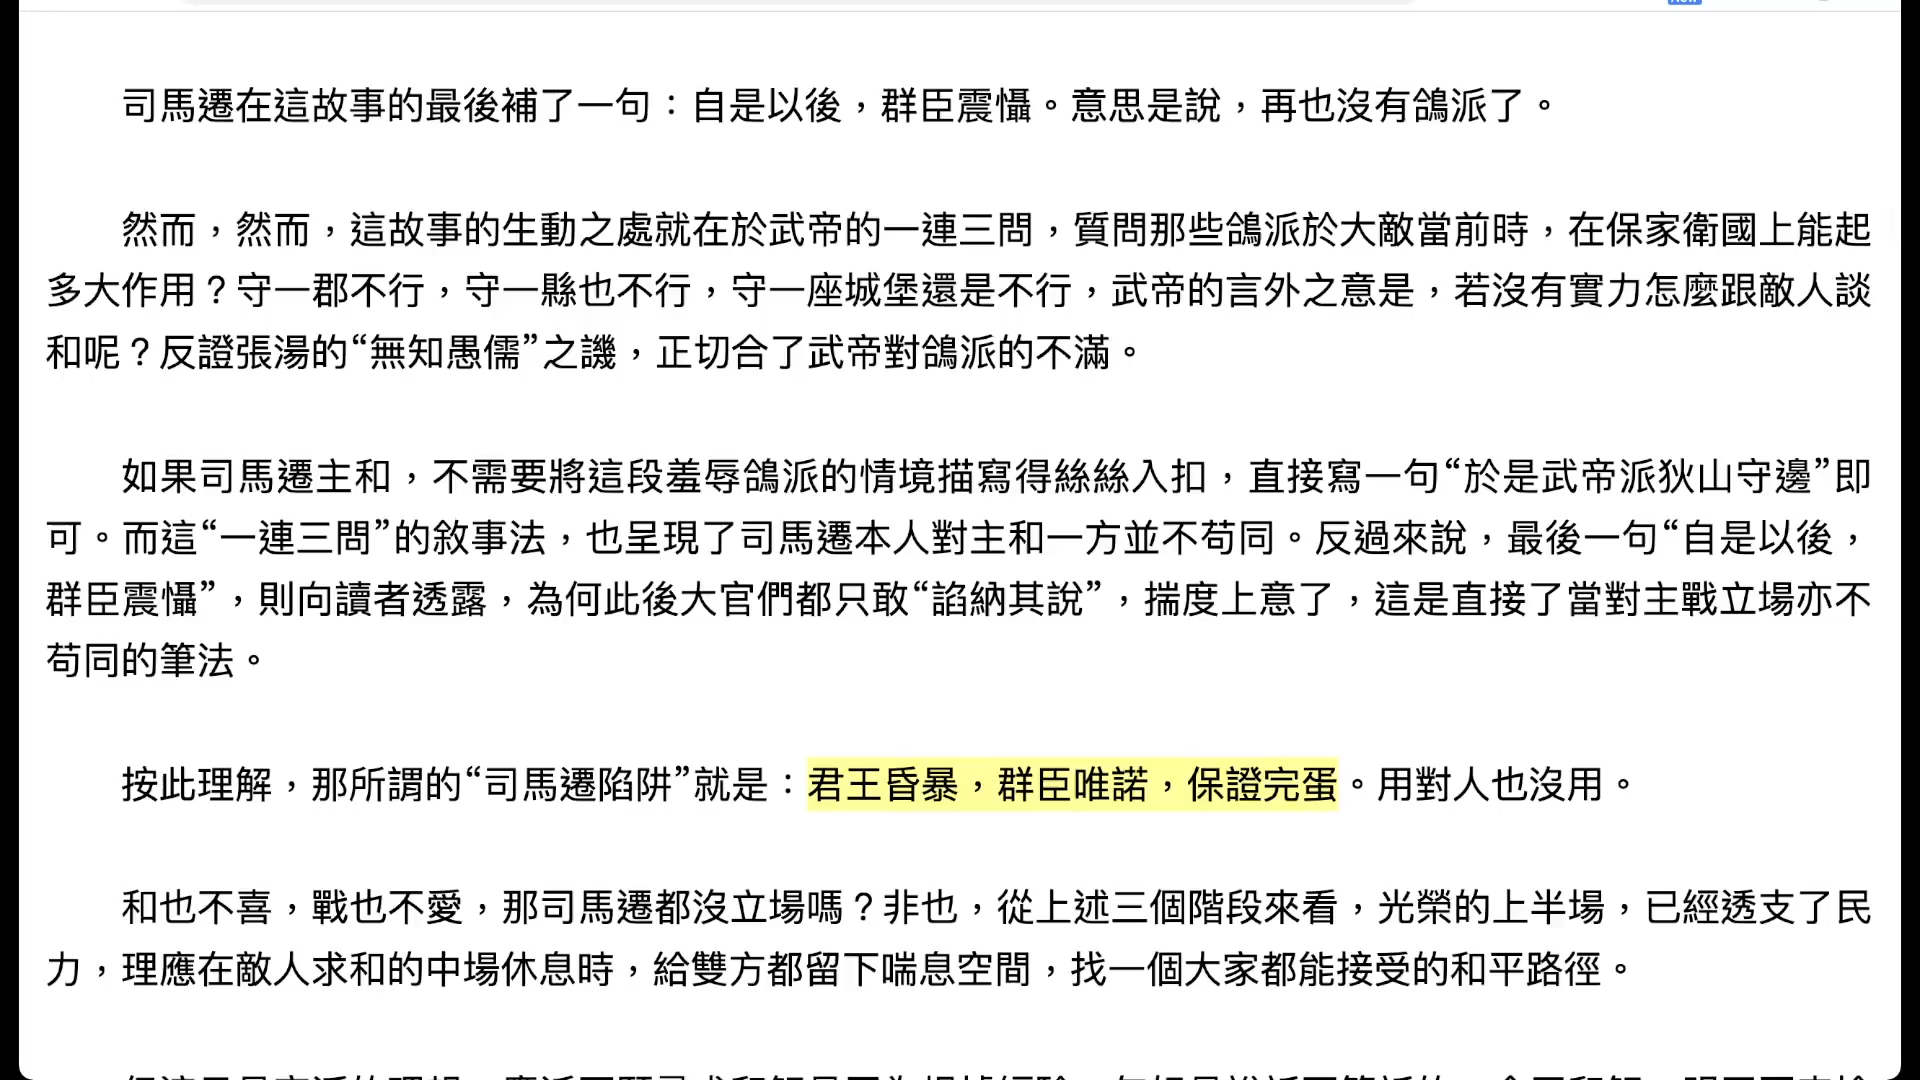 司馬遷在這故事的最後補了一句：自是以後，群臣震懾。意思是說，再也沒有鴿派了。
然而，然而，這故事的生動之處就在於武帝的一連三問，質問那些鴿派於大敵當前時，在保家衛國上能起
多大作用？守一郡不行，守一縣也不行，守一座城堡還是不行，武帝的言外之意是，若沒有實力怎麼跟敵人談
和呢？反證張湯的“無知愚儒”之譏，正切合了武帝對鴿派的不滿。
如果司馬遷主和，不需要將這段羞辱鴿派的情境描寫得絲絲入扣，直接寫一句“於是武帝派狄山守邊”即
可。而這“一連三問”的敘事法，也呈現了司馬遷本人對主和一方並不苟同。反過來說，最後一句“自是以後，
群臣震懾”，則向讀者透露，為何此後大官們都只敢“諂納其說”，揣度上意了，這是直接了當對主戰立場亦不
苟同的筆法。
按此理解，那所謂的“司馬遷陷阱”就是：君王昏暴，群臣唯諾，保證完蛋。用對人也沒用。
和也不喜，戰也不愛，那司馬遷都沒立場嗎？非也，從上述三個階段來看，光榮的上半場，已經透支了民
力，理應在敵人求和的中場休息時，給雙方都留下喘息空間，找一個大家都能接受的和平路徑。